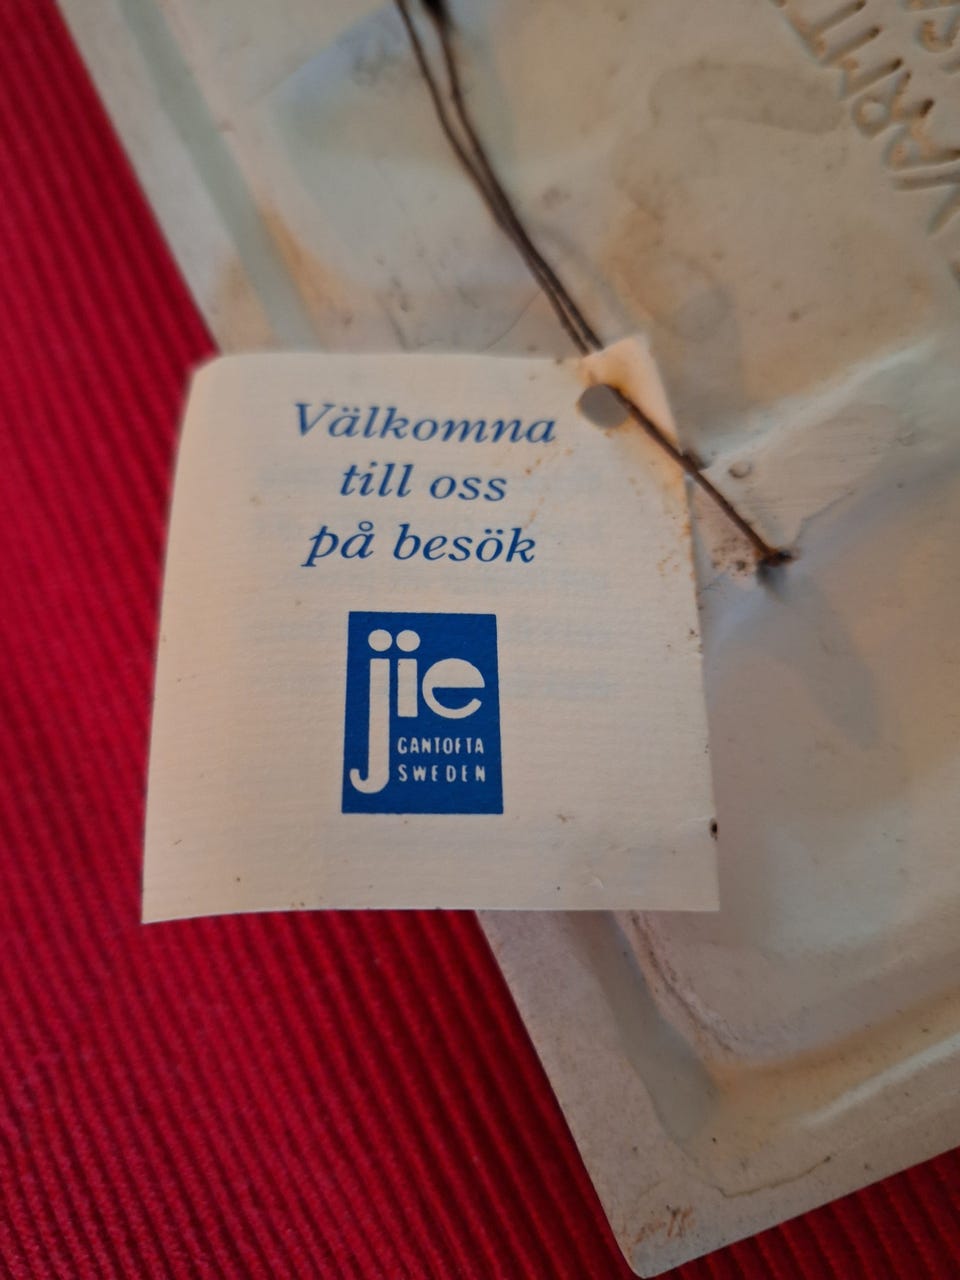 Välkomna
till oss
på besök
jie
GANTOFTA
SWEDEN